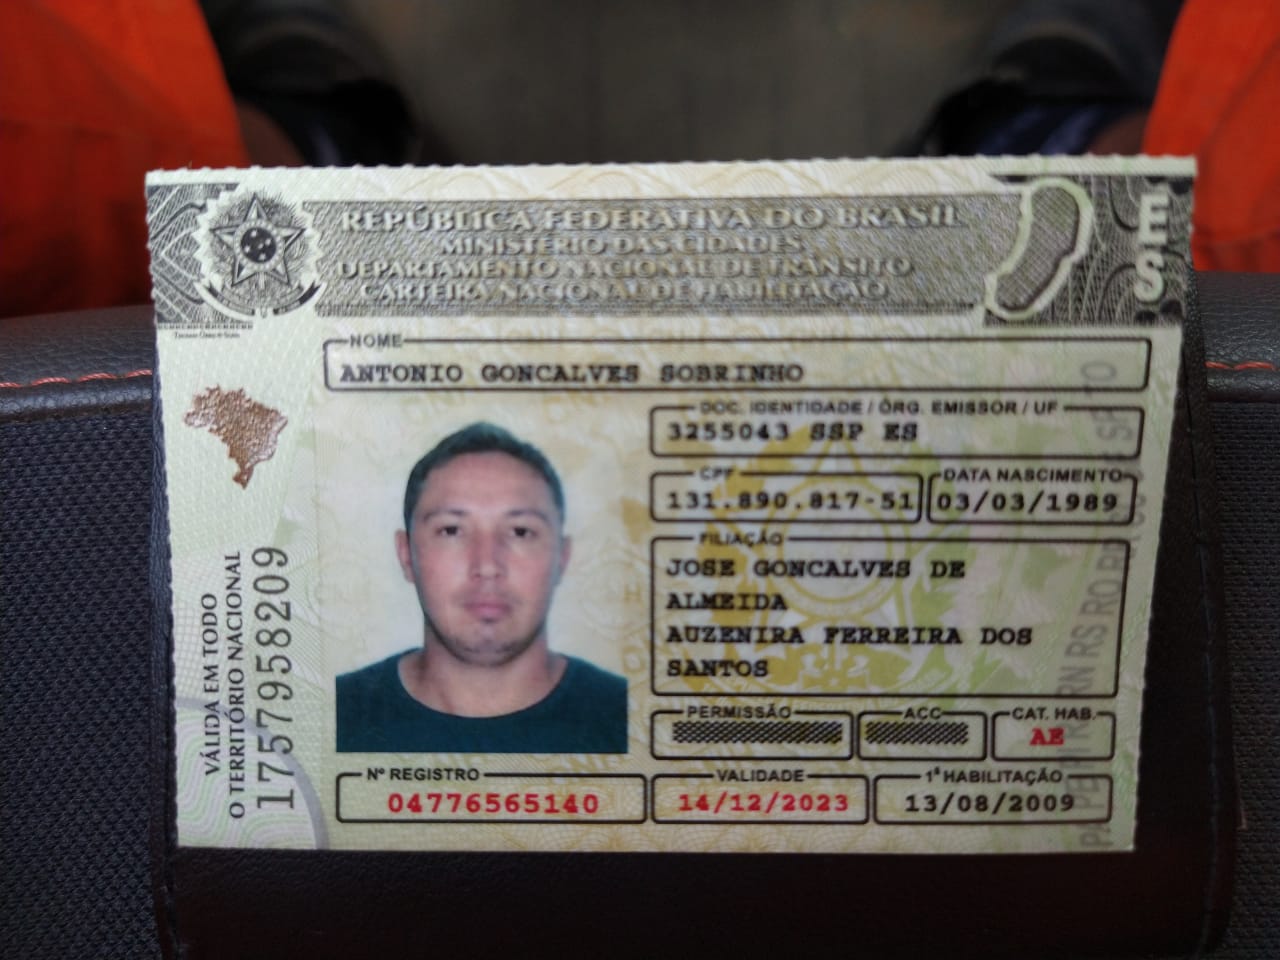 REPÚBLICA FEDERATIVA DO BRASIL
MINISTÉRIO DAS CIDADES
DEPARTAMENTO NACIONAL DE TRÂNSITO
CARTEIRA NACIONAL DE HABILITAÇÃO
ES
NOME
ANTONIO GONCALVES SOBRINHO
DOC. IDENTIDADE / ÓRG. EMISSOR / UF
3255043 SSP ES
CPF
131.890.817-51
DATA NASCIMENTO
03/03/1989
FILIAÇÃO
JOSE GONCALVES DE
ALMEIDA
AUZENIRA FERREIRA DOS
SANTOS
PERMISSÃO
ACC
CAT. HAB.
AE
Nº REGISTRO
04776565140
VALIDADE
14/12/2023
1ª HABILITAÇÃO
13/08/2009
VÁLIDA EM TODO
O TERRITÓRIO NACIONAL
1757958209